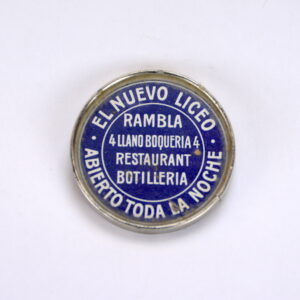 · EL NUEVO LICEO ·
RAMBLA
4 LLANO BOQUERIA 4
RESTAURANT
BOTILLERIA
ABIERTO TODA LA NOCHE